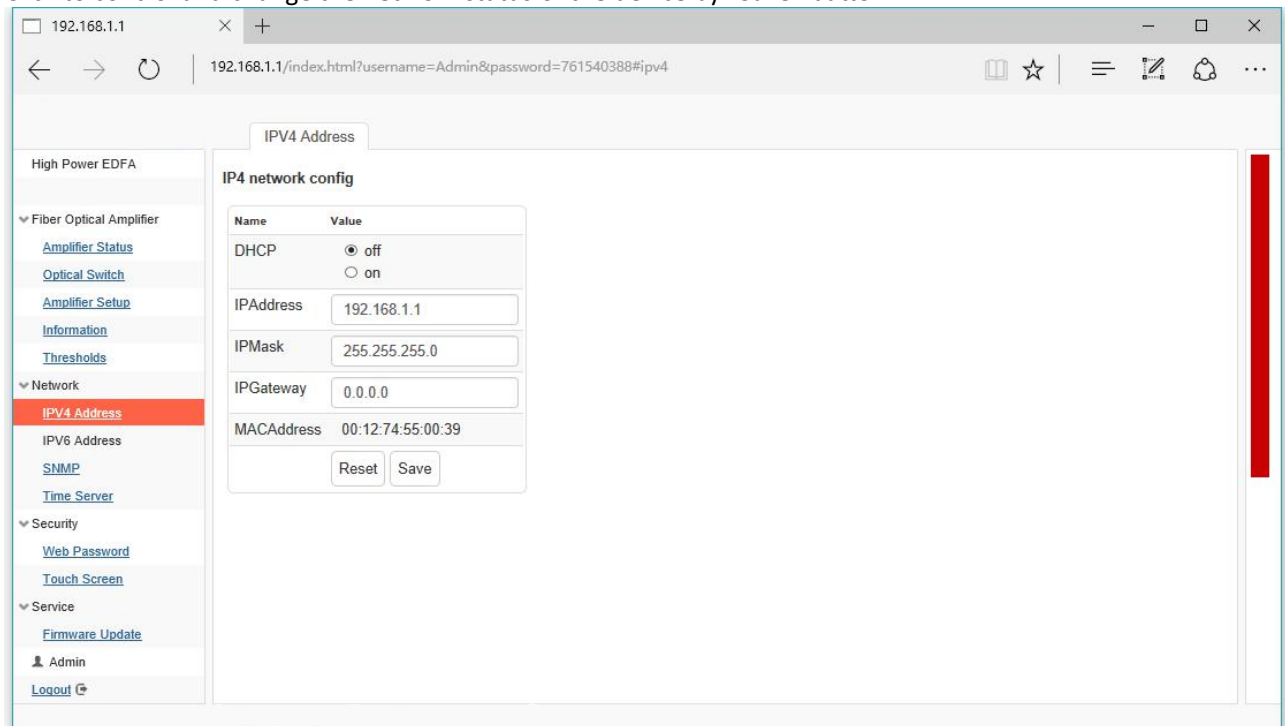 192.168.1.1
192.168.1.1/index.html?username=Admin&password=761540388#ipv4
IPV4 Address
High Power EDFA
Fiber Optical Amplifier
Amplifier Status
Optical Switch
Amplifier Setup
Information
Thresholds
Network
IPV4 Address
IPV6 Address
SNMP
Time Server
Security
Web Password
Touch Screen
Service
Firmware Update
Admin
Logout
IP4 network config
Name Value
DHCP off
on
IPAddress 192.168.1.1
IPMask 255.255.255.0
IPGateway 0.0.0.0
MACAddress 00:12:74:55:00:39
Reset Save